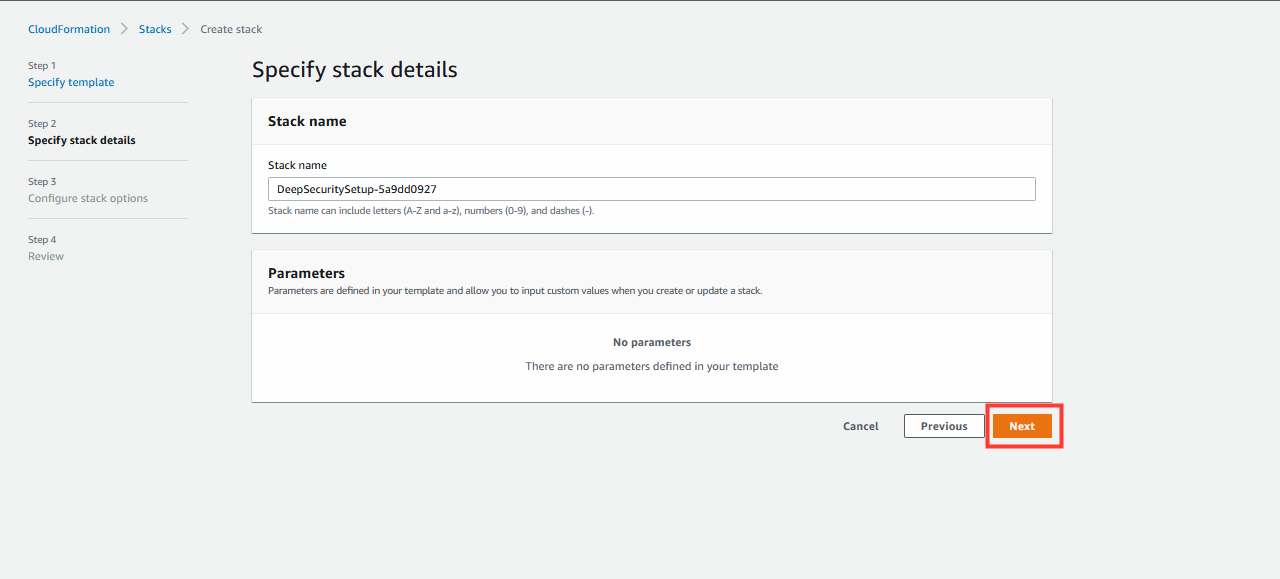 CloudFormation > Stacks > Create stack
Step 1
Specify template
Step 2
Specify stack details
Step 3
Configure stack options
Step 4
Review
Specify stack details
Stack name
Stack name
DeepSecuritySetup-5a9dd0927
Stack name can include letters (A-Z and a-z), numbers (0-9), and dashes (-).
Parameters
Parameters are defined in your template and allow you to input custom values when you create or update a stack.
No parameters
There are no parameters defined in your template
Cancel Previous Next